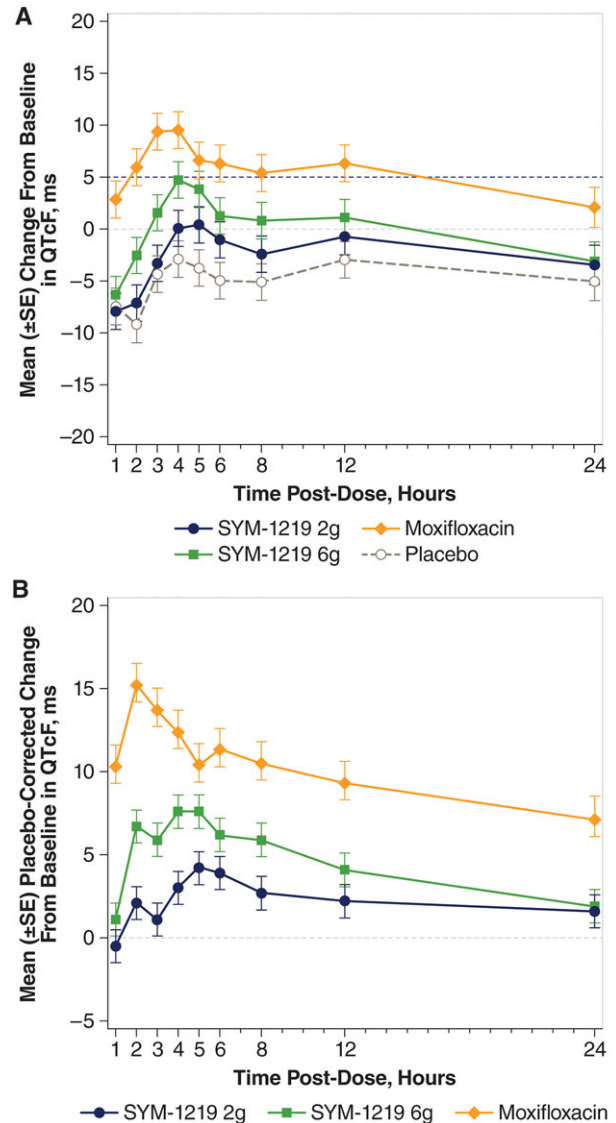 A
Mean (±SE) Change From Baseline
in QTcF, ms
20
15
10
5
0
−5
−10
−15
−20
1 2 3 4 5 6 8 12 24
Time Post-Dose, Hours
SYM-1219 2g Moxifloxacin
SYM-1219 6g Placebo
B
Mean (±SE) Placebo-Corrected Change
From Baseline in QTcF, ms
20
15
10
5
0
−5
1 2 3 4 5 6 8 12 24
Time Post-Dose, Hours
SYM-1219 2g SYM-1219 6g Moxifloxacin